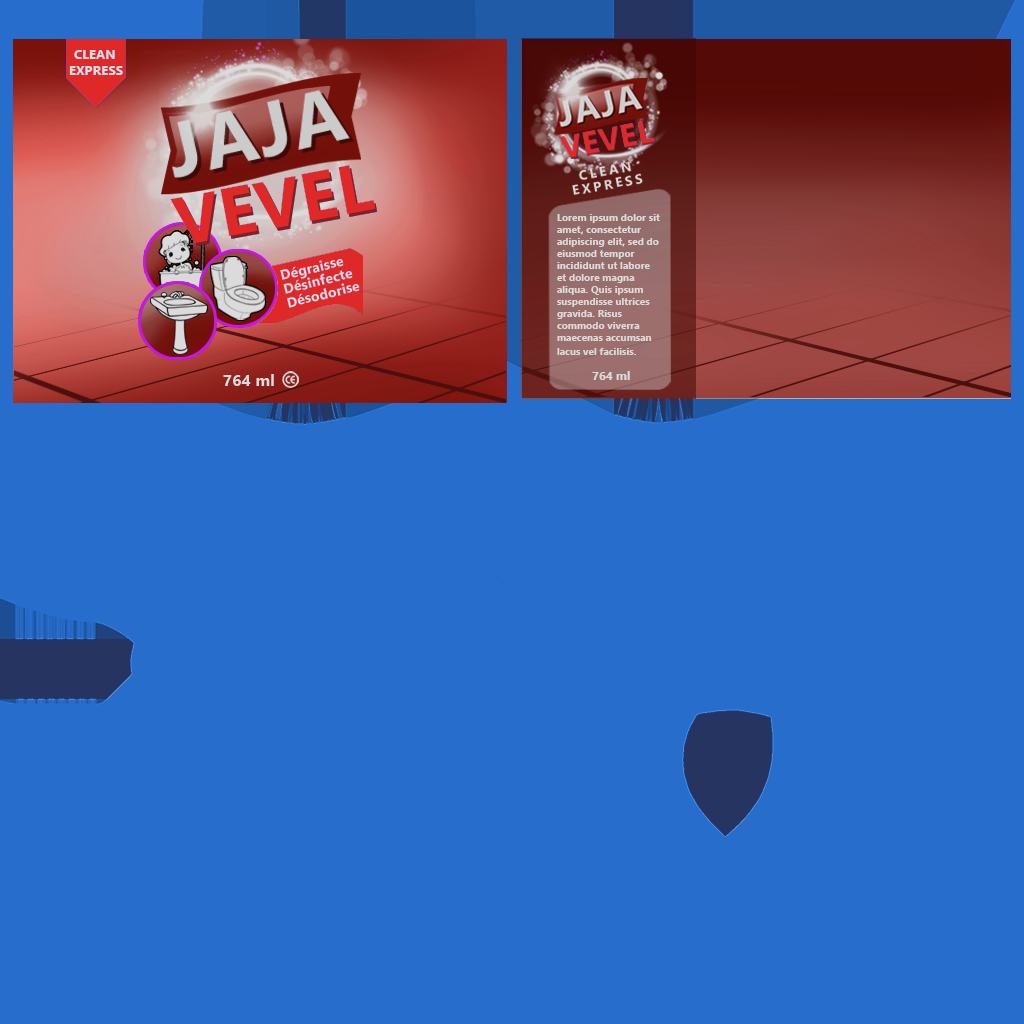 CLEAN
EXPRESS
JAJA
VEVEL
Dégraisse
Désinfecte
Désodorise
764 ml CE
JAJA
VEVEL
CLEAN
EXPRESS
Lorem ipsum dolor sit
amet, consectetur
adipiscing elit, sed do
eiusmod tempor
incididunt ut labore
et dolore magna
aliqua. Quis ipsum
suspendisse ultrices
gravida. Risus
commodo viverra
maecenas accumsan
lacus vel facilisis.
764 ml